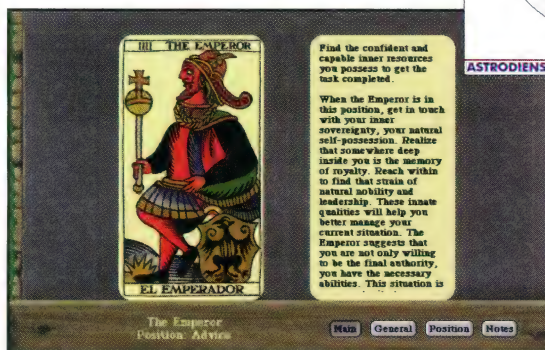 ASTRODIENS
IIII THE EMPEROR
EL EMPERADOR
Find the confident and
capable inner resources
you possess to get the
task completed.
When the Emperor is in
this position, get in touch
with your inner
sovereignty, your natural
self-possession. Realize
that somewhere deep
inside you is the memory
of royalty. Reach within
to find that strain of
natural nobility and
leadership. These innate
qualities will help you
better manage your
current situation. The
Emperor suggests that
you are not only willing
to be the final authority,
you have the necessary
abilities. This situation is
The Emperor
Position: Advice
Main General Position Notes